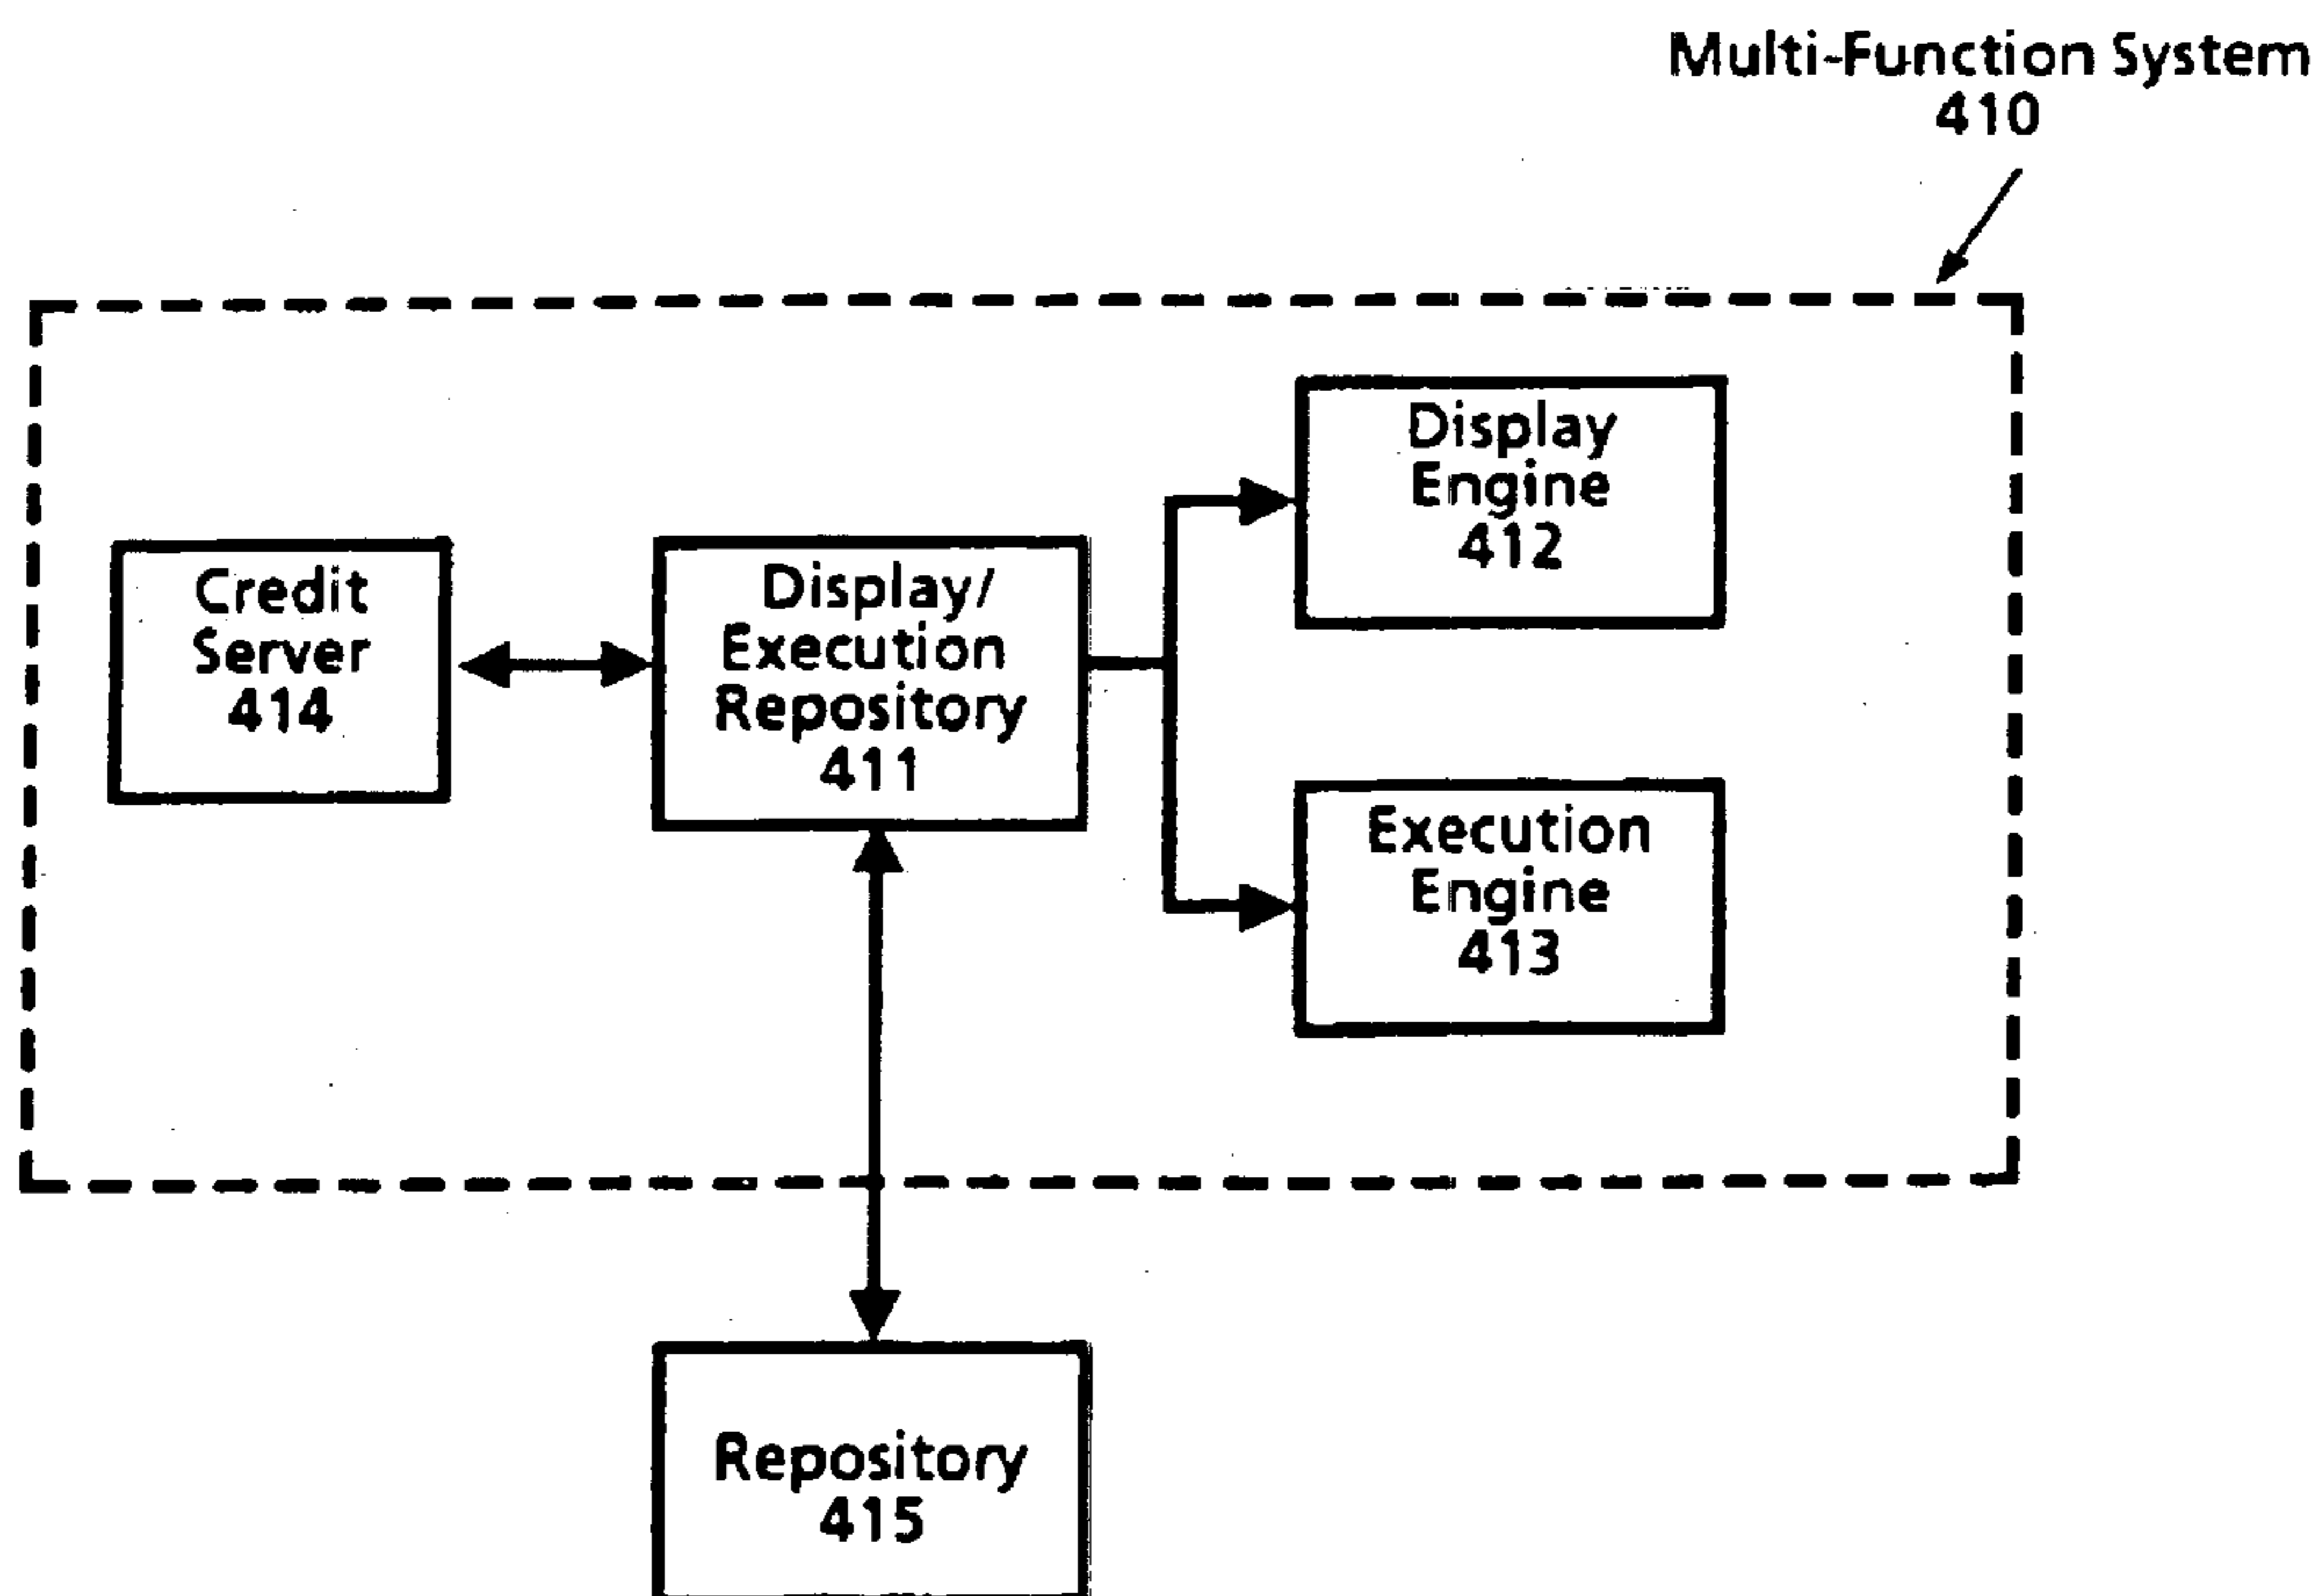 Multi-Function System
410
Display
Engine
412
Credit
Server
414
Display/
Execution
Repository
411
Execution
Engine
413
Repository
415